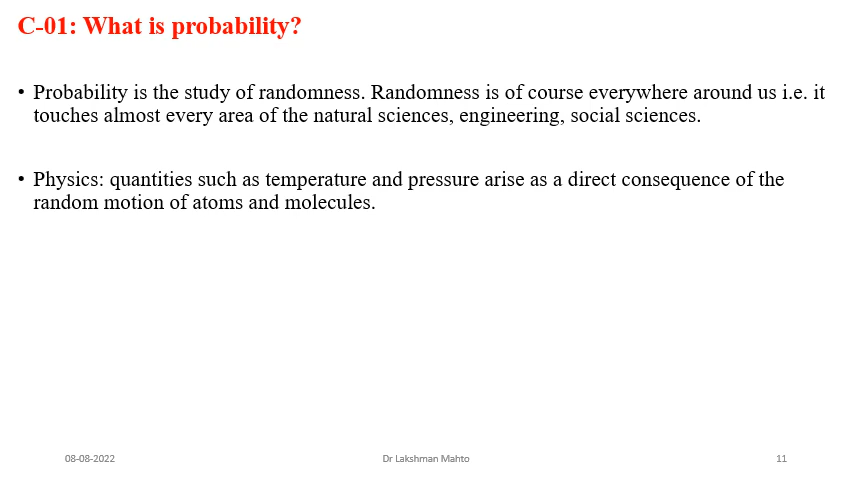 C-01: What is probability?
• Probability is the study of randomness. Randomness is of course everywhere around us i.e. it
touches almost every area of the natural sciences, engineering, social sciences.
• Physics: quantities such as temperature and pressure arise as a direct consequence of the
random motion of atoms and molecules.
08-08-2022
Dr Lakshman Mahto
11